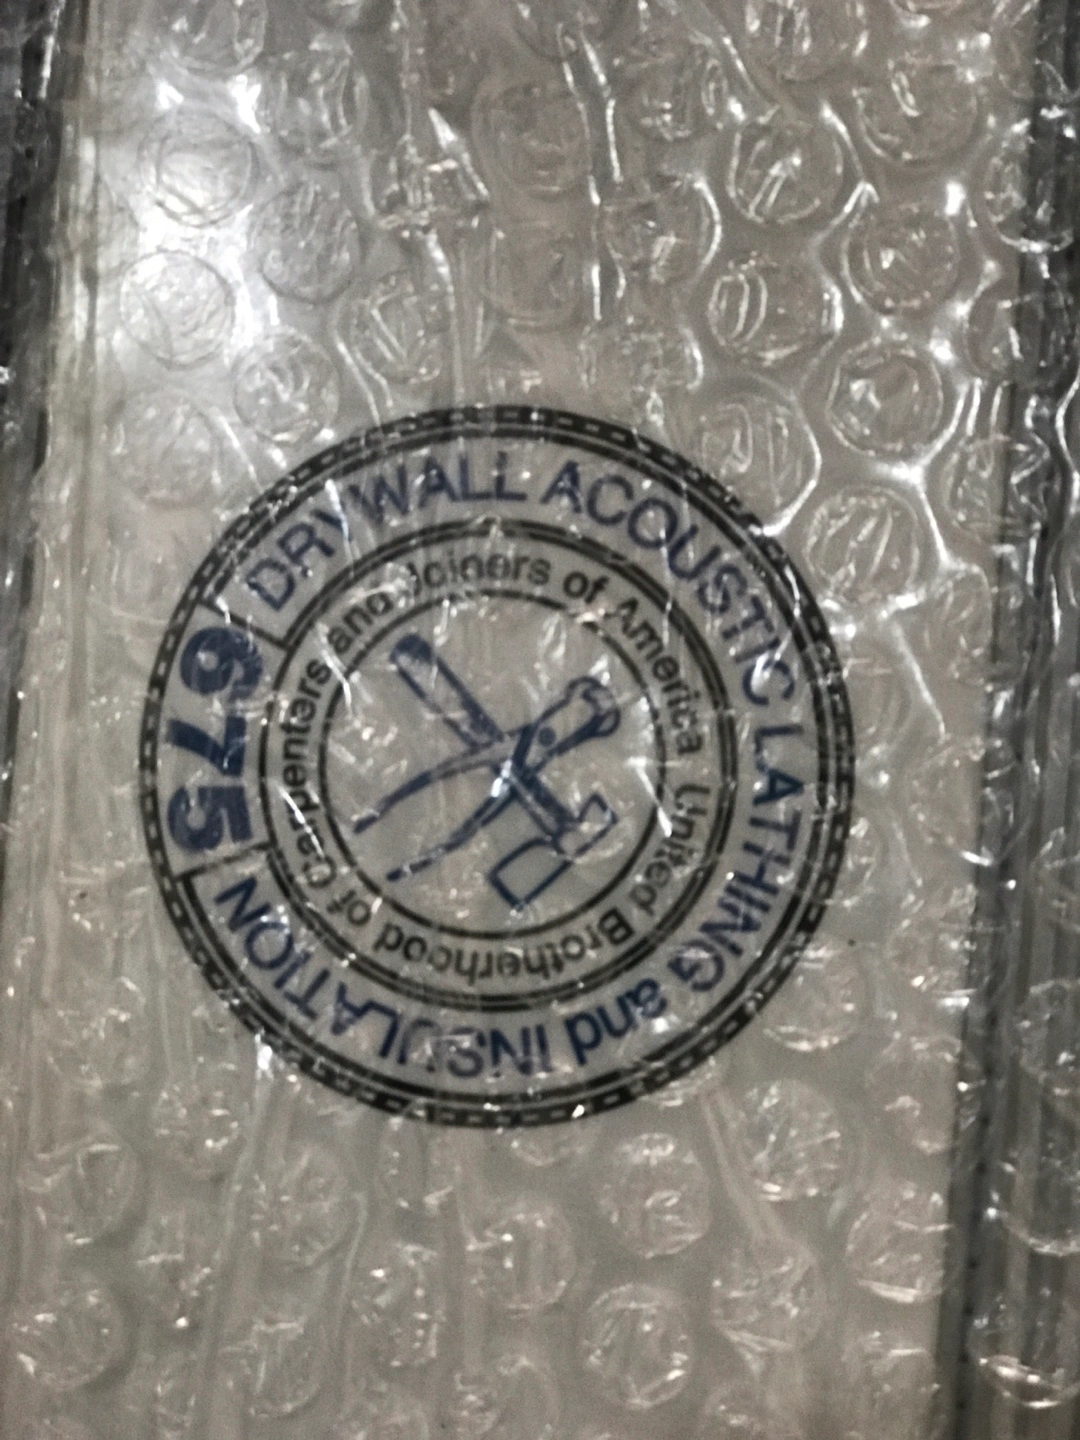 DRYWALL ACOUSTIC LATHING and INSULATION
675
United Brotherhood of Carpenters and Joiners of America